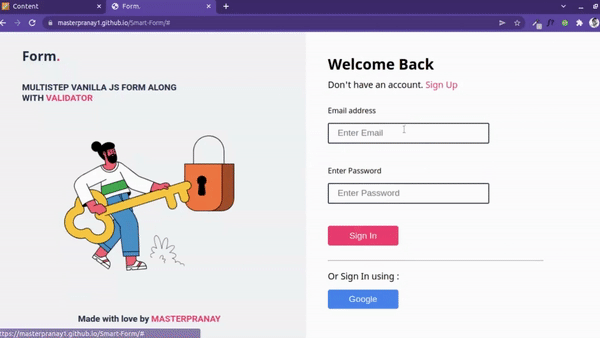 Content
Form.
masterpranay1.github.io/Smart-Form/#
Form.
MULTISTEP VANILLA JS FORM ALONG
WITH VALIDATOR
Made with love by MASTERPRANAY
Welcome Back
Don't have an account. Sign Up
Email address
Enter Email
Enter Password
Enter Password
Sign In
Or Sign In using :
Google
ttps://masterpranay1.github.io/Smart-Form/#